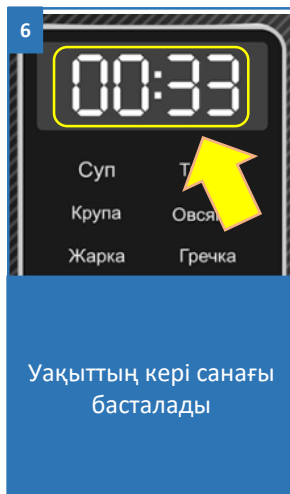 6
00:33
Суп
Крупа
Жарка Гречка
Уақыттың кері санағы
басталады